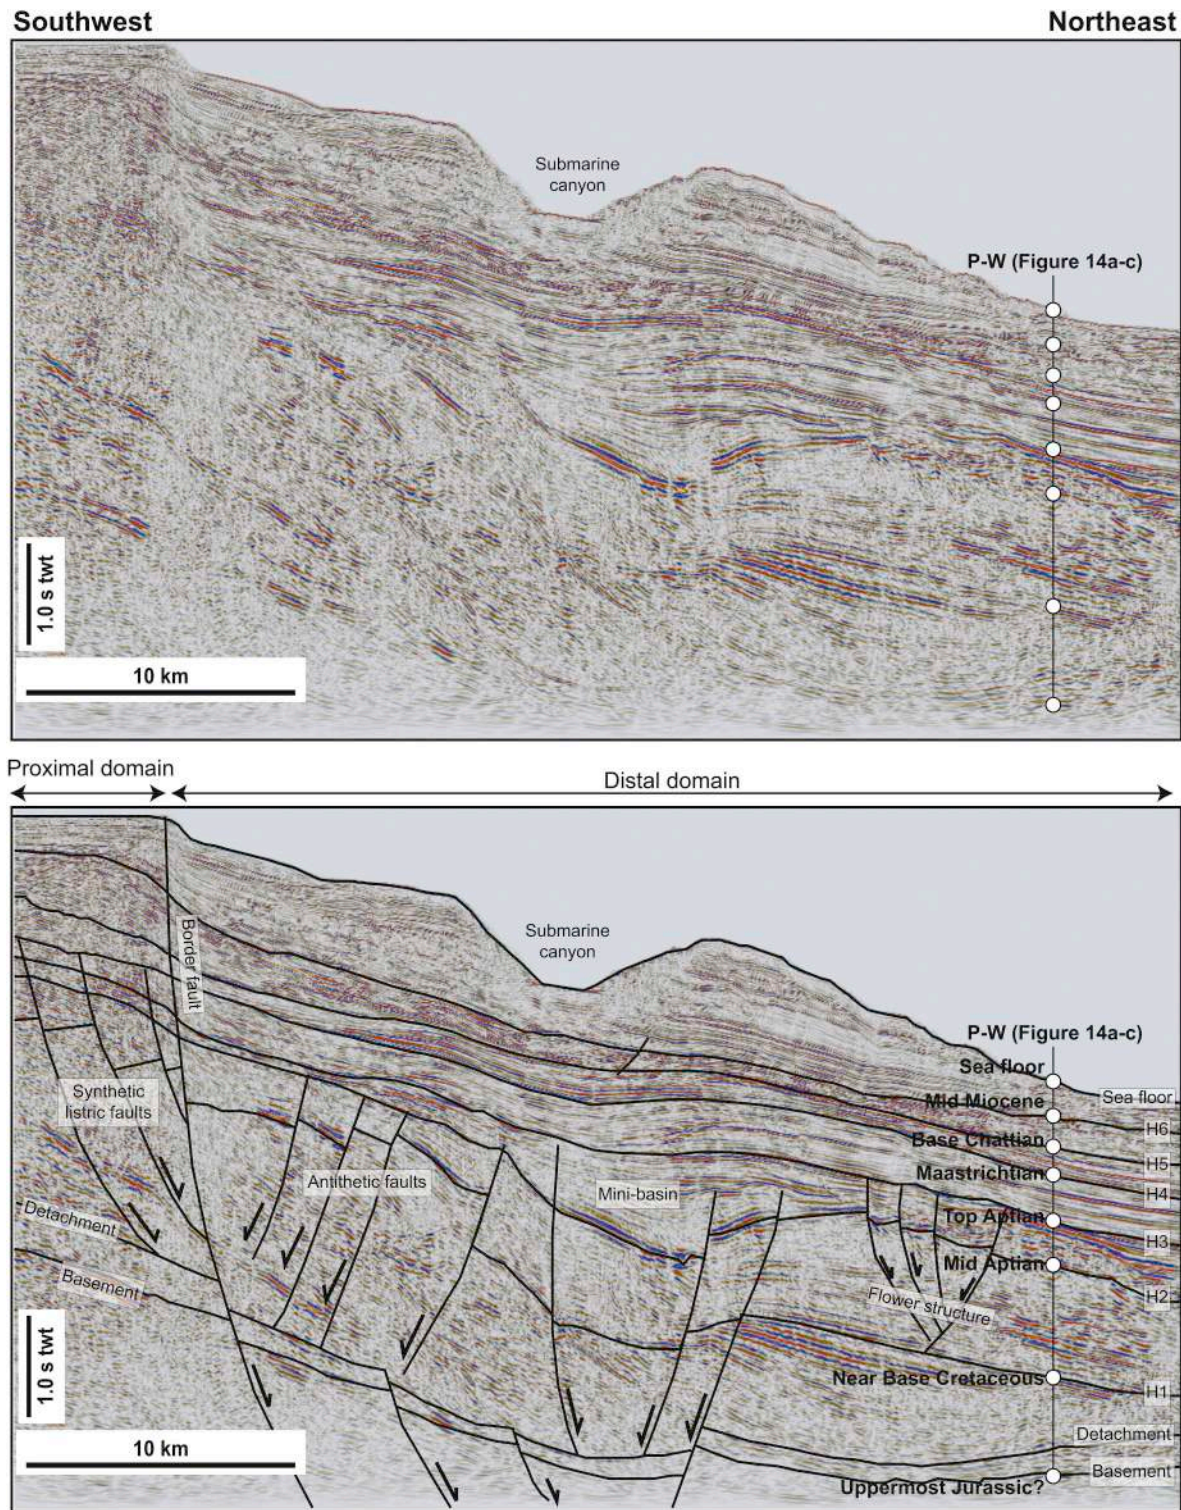 Southwest
Northeast
Submarine
canyon
P-W (Figure 14a-c)
1.0 s twt
10 km
Proximal domain
Distal domain
Border fault
Submarine
canyon
P-W (Figure 14a-c)
Sea floor
Sea floor
Mid Miocene
H6
Synthetic
listric faults
Base Chattian
H5
Antithetic faults
Mini-basin
Maastrichtian
H4
Detachment
Top Aptian
H3
Basement
Mid Aptian
H2
Flower structure
1.0 s twt
Near Base Cretaceous
H1
Detachment
10 km
Basement
Uppermost Jurassic?